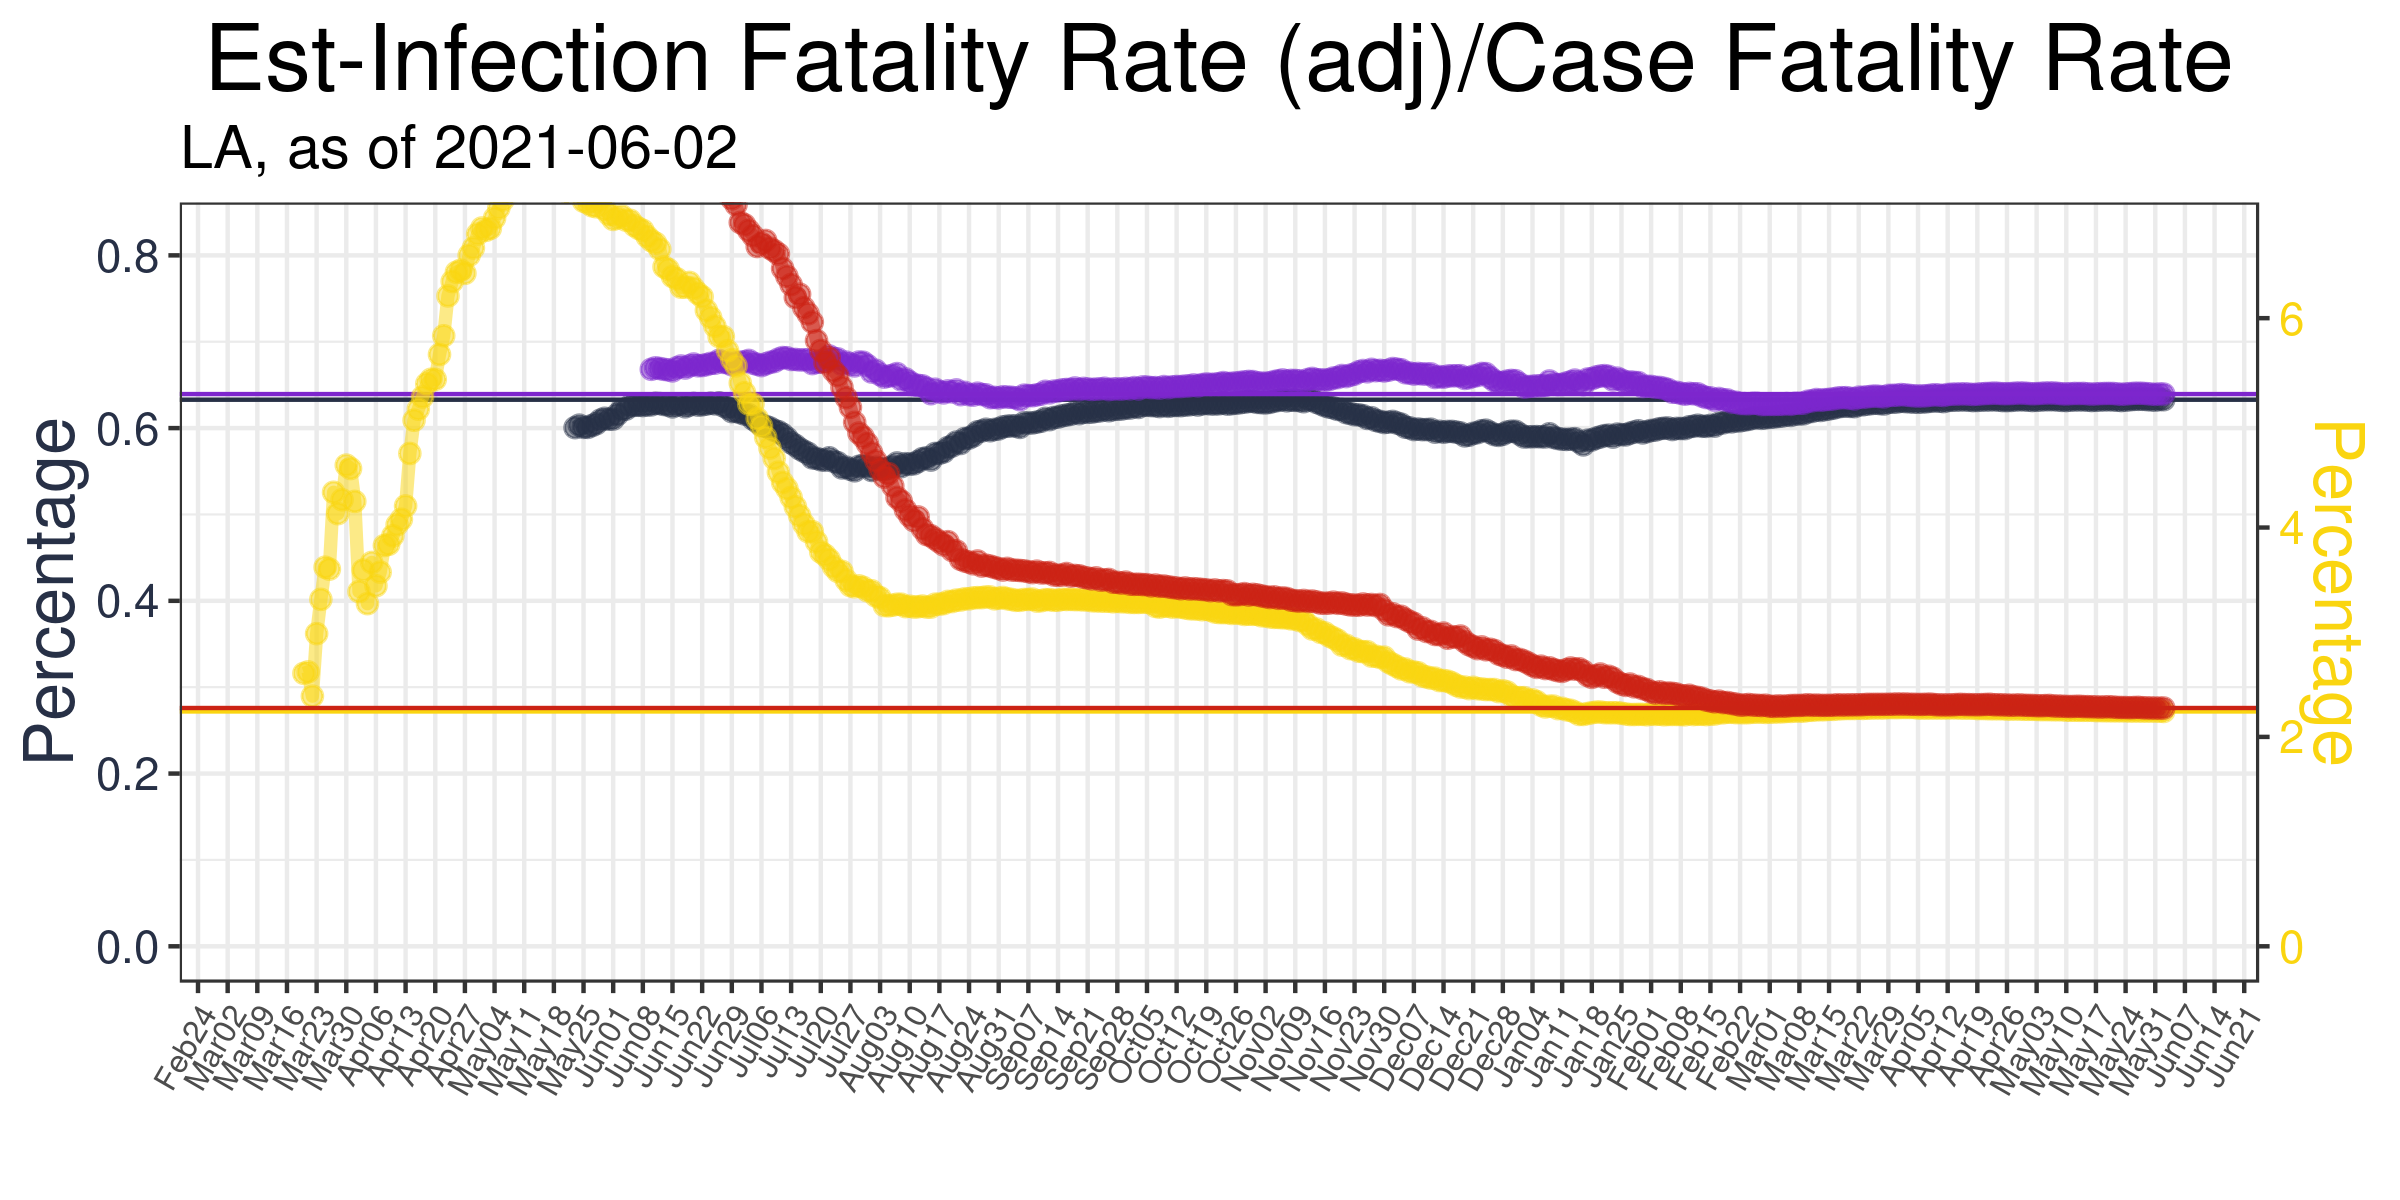 Est-Infection Fatality Rate (adj)/Case Fatality Rate
LA, as of 2021-06-02
Percentage
0.8
0.6
0.4
0.2
0.0
6
4
2
0
Percentage
Feb24
Mar02
Mar09
Mar16
Mar23
Mar30
Apr06
Apr13
Apr20
Apr27
May04
May11
May18
May25
Jun01
Jun08
Jun15
Jun22
Jun29
Jul06
Jul13
Jul20
Jul27
Aug03
Aug10
Aug17
Aug24
Aug31
Sep07
Sep14
Sep21
Sep28
Oct05
Oct12
Oct19
Oct26
Nov02
Nov09
Nov16
Nov23
Nov30
Dec07
Dec14
Dec21
Dec28
Jan04
Jan11
Jan18
Jan25
Feb01
Feb08
Feb15
Feb22
Mar01
Mar08
Mar15
Mar22
Mar29
Apr05
Apr12
Apr19
Apr26
May03
May10
May17
May24
May31
Jun07
Jun14
Jun21